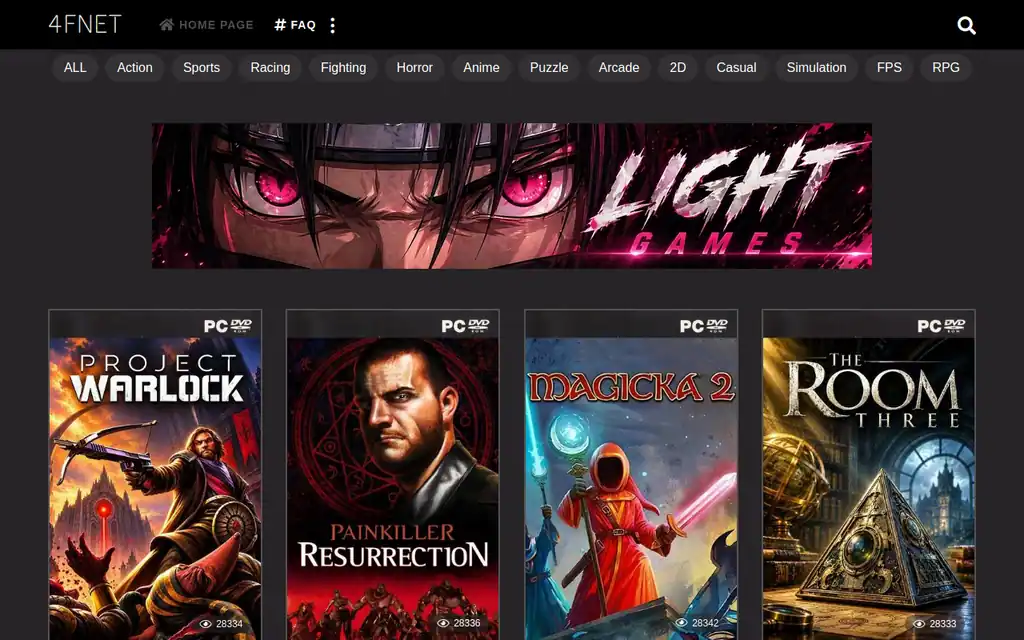 4FNET HOME PAGE # FAQ
ALL Action Sports Racing Fighting Horror Anime Puzzle Arcade 2D Casual Simulation FPS RPG
LIGHT
GAMES
PC DVD
PROJECT
WARLOCK
28334
PC DVD
PAINKILLER
RESURRECTION
28336
PC DVD
MAGICKA 2
28342
PC DVD
THE
ROOM
THREE
28333